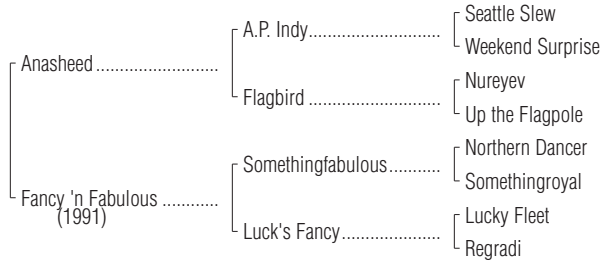 Seattle Slew
A.P. Indy
Weekend Surprise
Anasheed
Nureyev
Flagbird
Up the Flagpole
Northern Dancer
Somethingfabulous
Somethingroyal
Fancy 'n Fabulous
(1991)
Lucky Fleet
Luck's Fancy
Regradi